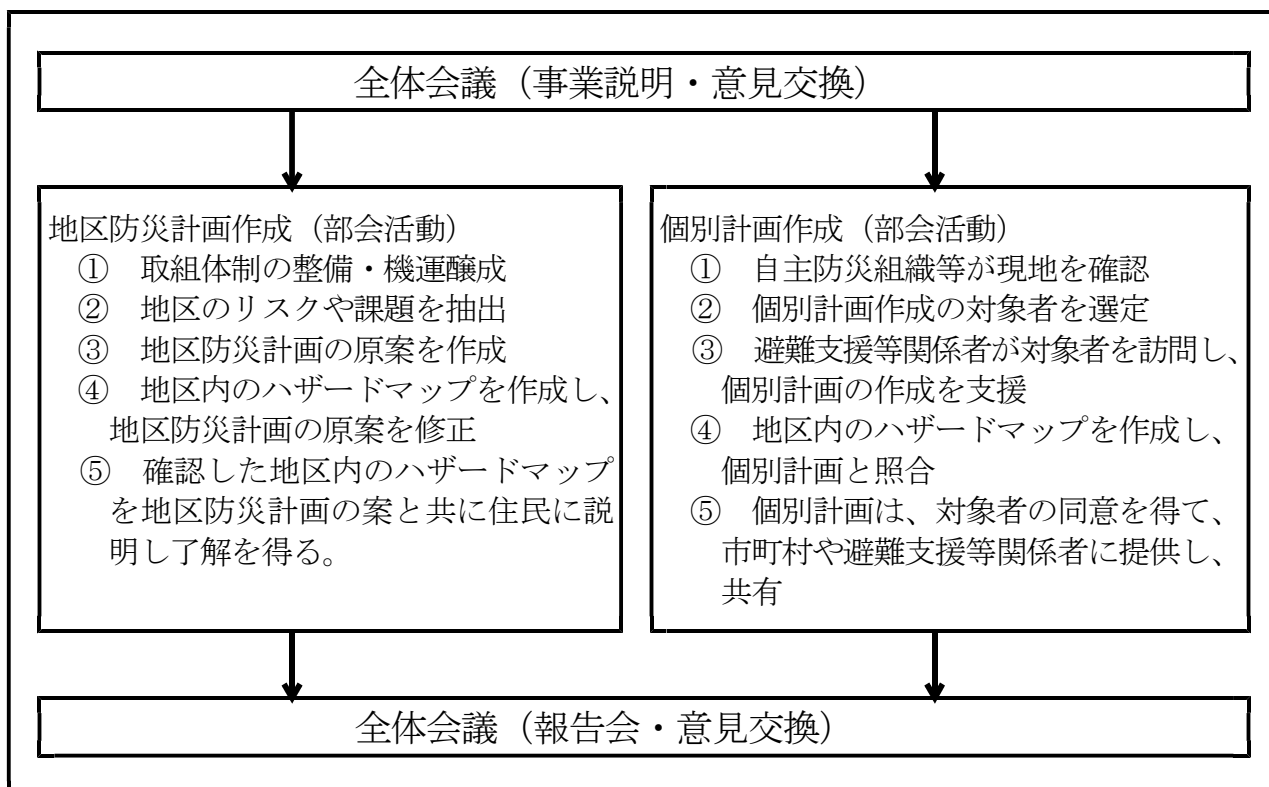 全体会議（事業説明・意見交換）
地区防災計画作成（部会活動）
①　取組体制の整備・機運醸成
②　地区のリスクや課題を抽出
③　地区防災計画の原案を作成
④　地区内のハザードマップを作成し、
地区防災計画の原案を修正
⑤　確認した地区内のハザードマップ
を地区防災計画の案と共に住民に説
明し了解を得る。
個別計画作成（部会活動）
①　自主防災組織等が現地を確認
②　個別計画作成の対象者を選定
③　避難支援等関係者が対象者を訪問し、
個別計画の作成を支援
④　地区内のハザードマップを作成し、
個別計画と照合
⑤　個別計画は、対象者の同意を得て、
市町村や避難支援等関係者に提供し、
共有
全体会議（報告会・意見交換）